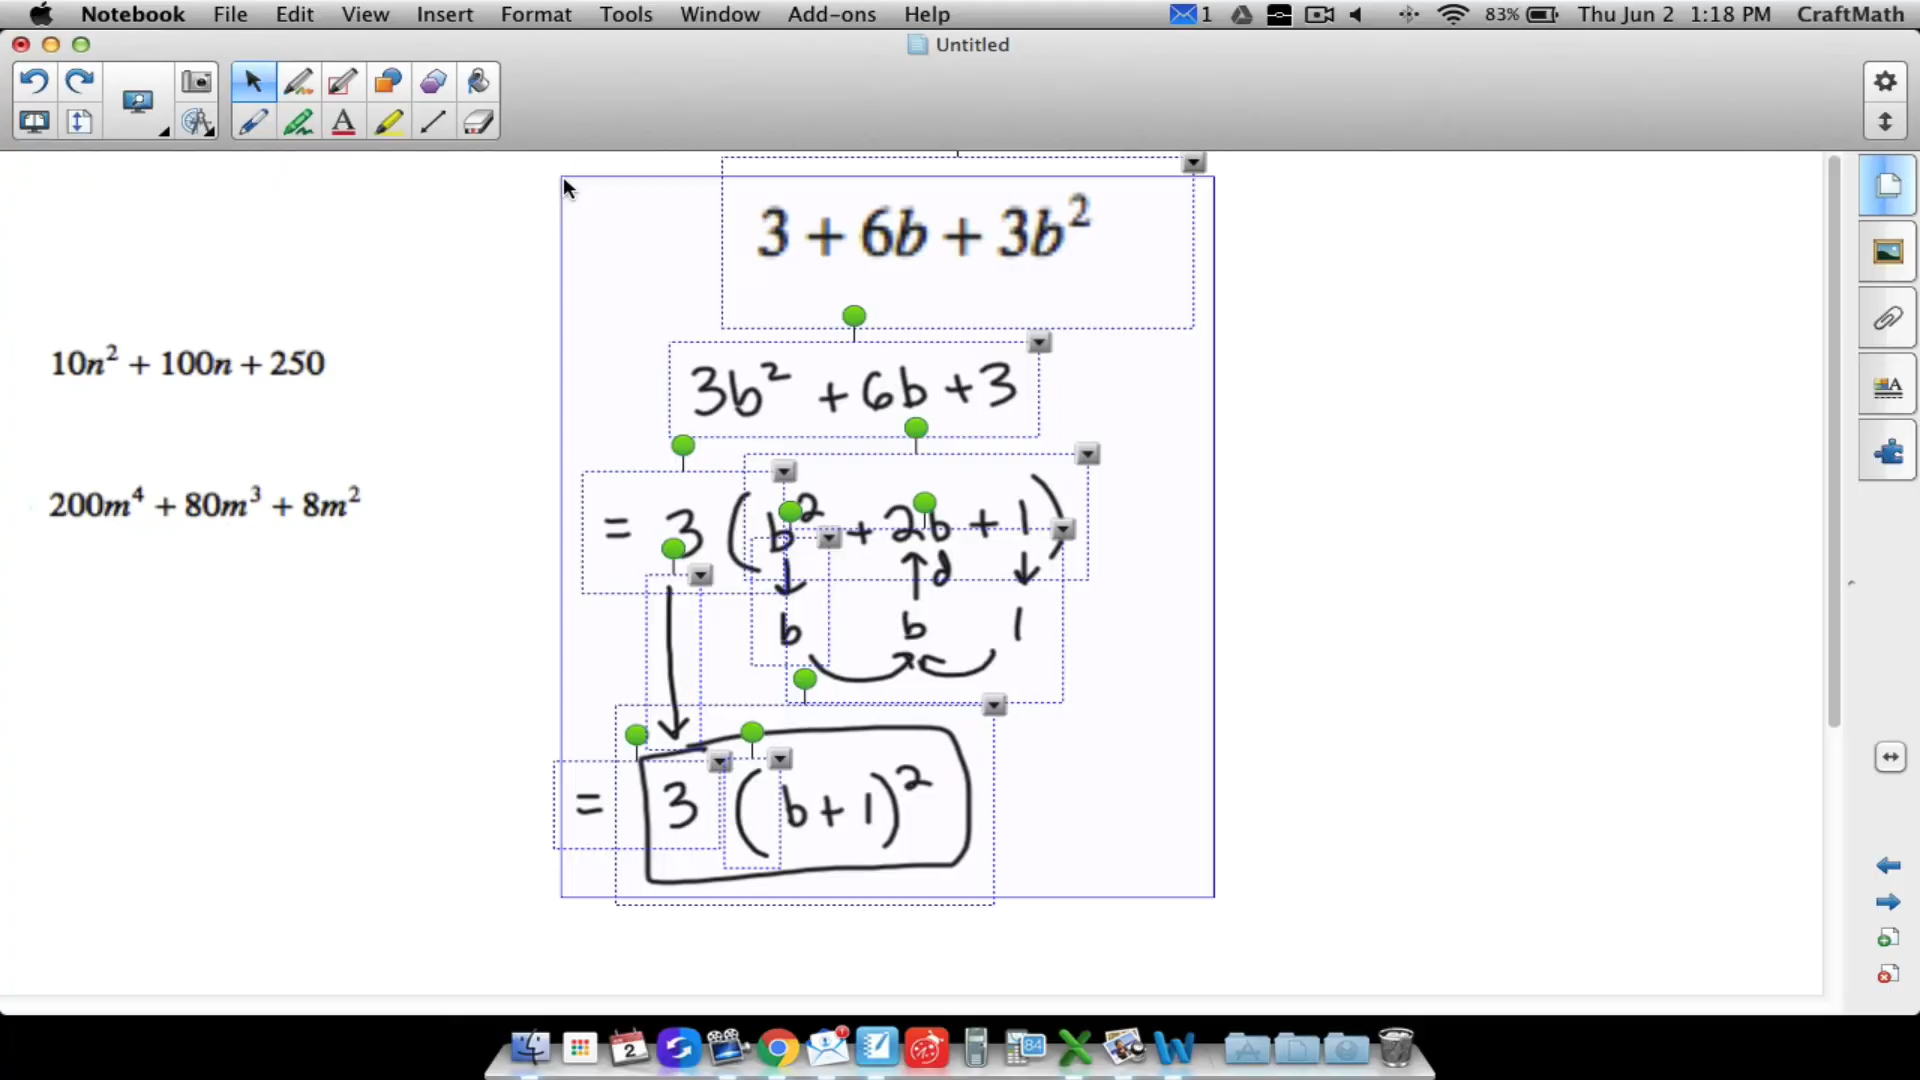 Notebook File Edit View Insert Format Tools Window Add-ons Help 1 83% Thu Jun 2 1:18 PM CraftMath
Untitled
3 + 6b + 3b²
10n² + 100n + 250
3b² + 6b + 3
200m⁴ + 80m³ + 8m²
= 3 (b² + 2b + 1)
d
b b 1
= 3 (b + 1)²
2
84